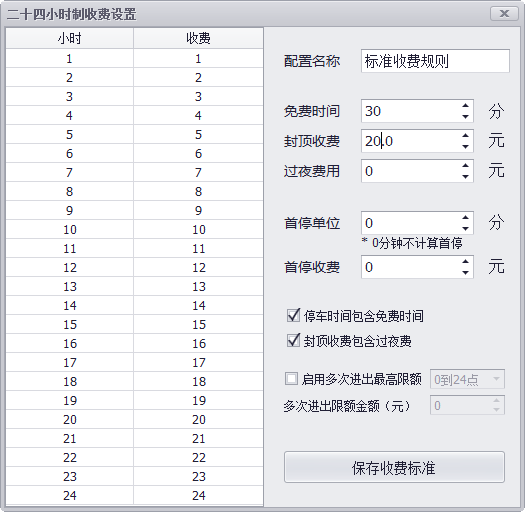 二十四小时制收费设置
小时 收费
1 1
2 2
3 3
4 4
5 5
6 6
7 7
8 8
9 9
10 10
11 11
12 12
13 13
14 14
15 15
16 16
17 17
18 18
19 19
20 20
21 21
22 22
23 23
24 24
配置名称 标准收费规则
免费时间 30 分
封顶收费 20.0 元
过夜费用 0 元
首停单位 0 分
* 0分钟不计算首停
首停收费 0 元
停车时间包含免费时间
封顶收费包含过夜费
启用多次进出最高限额 0到24点
多次进出限额金额（元） 0
保存收费标准